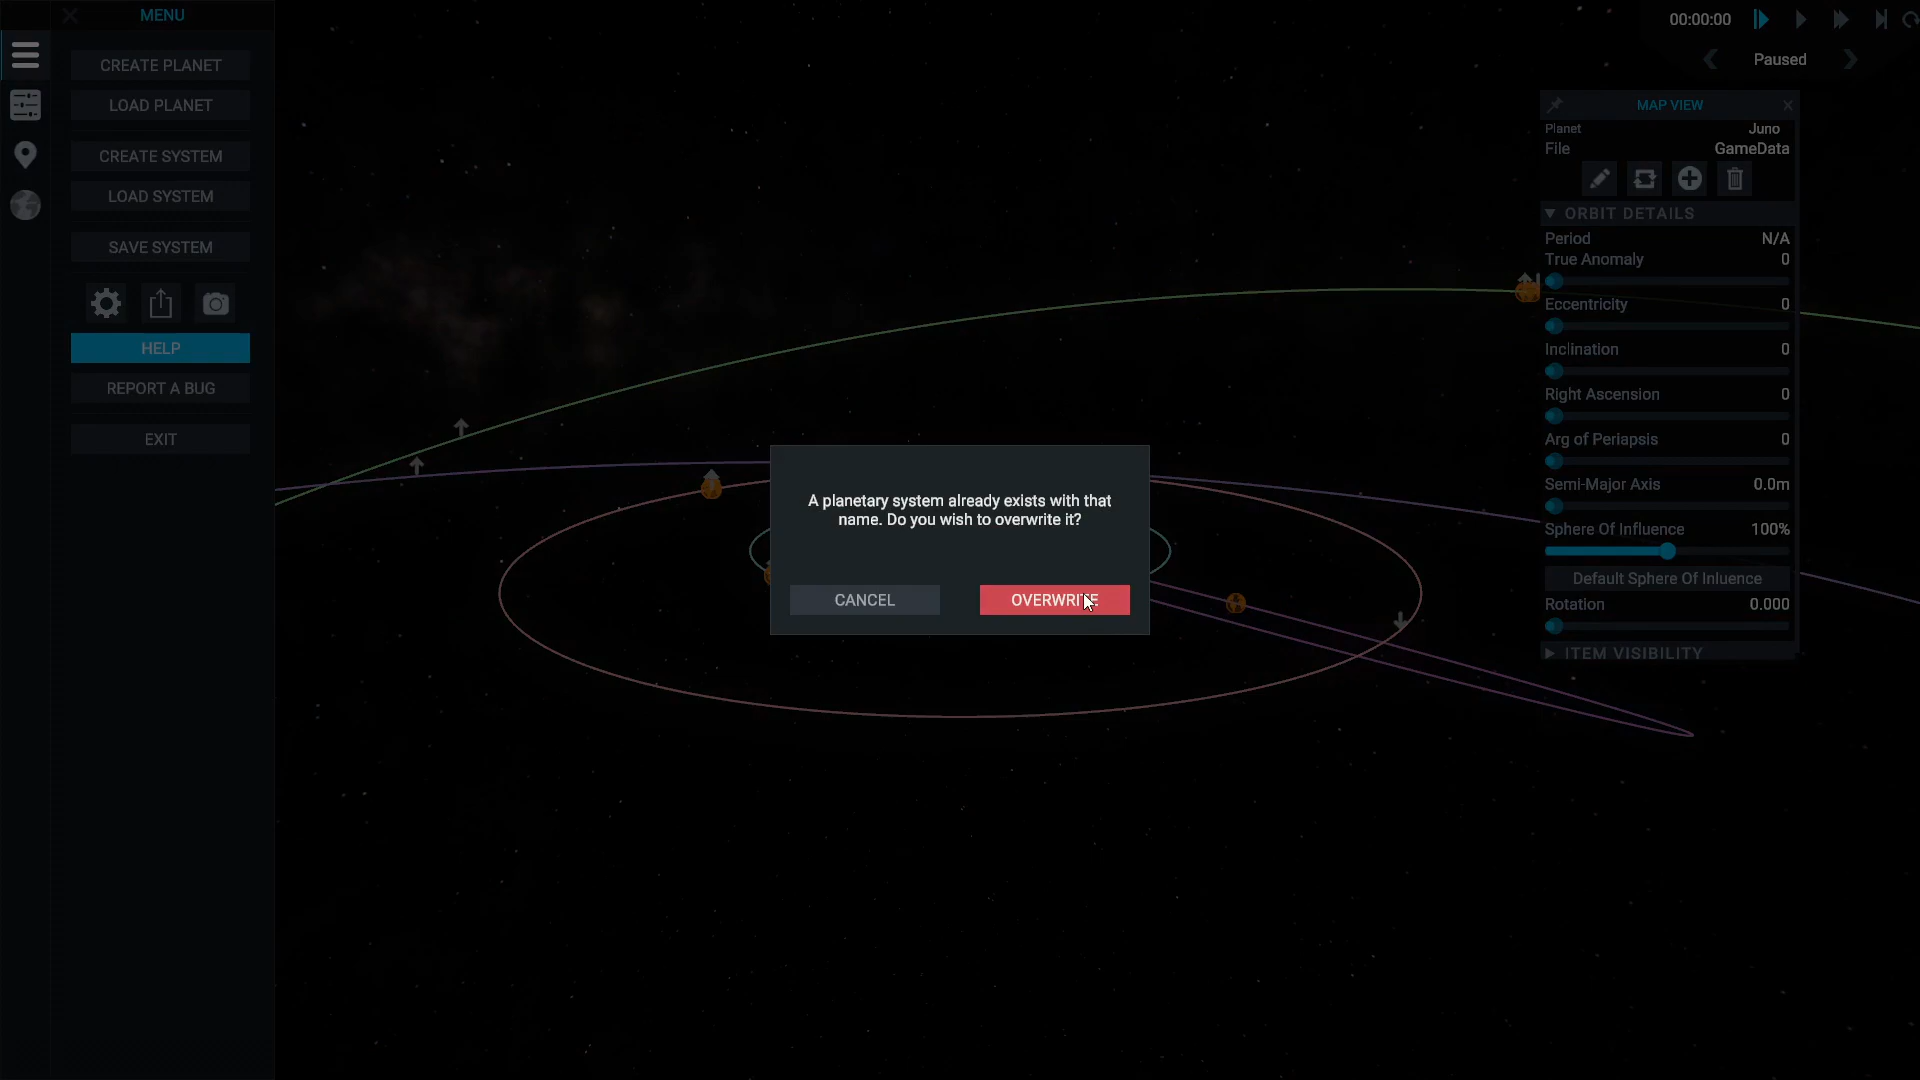 MENU
CREATE PLANET
LOAD PLANET
CREATE SYSTEM
LOAD SYSTEM
SAVE SYSTEM
HELP
REPORT A BUG
EXIT
A planetary system already exists with that
name. Do you wish to overwrite it?
CANCEL
OVERWRITE
00:00:00
Paused
MAP VIEW
Planet Juno
File GameData
ORBIT DETAILS
Period N/A
True Anomaly 0
Eccentricity 0
Inclination 0
Right Ascension 0
Arg of Periapsis 0
Semi-Major Axis 0.0m
Sphere Of Influence 100%
Default Sphere Of Inluence
Rotation 0.000
ITEM VISIBILITY